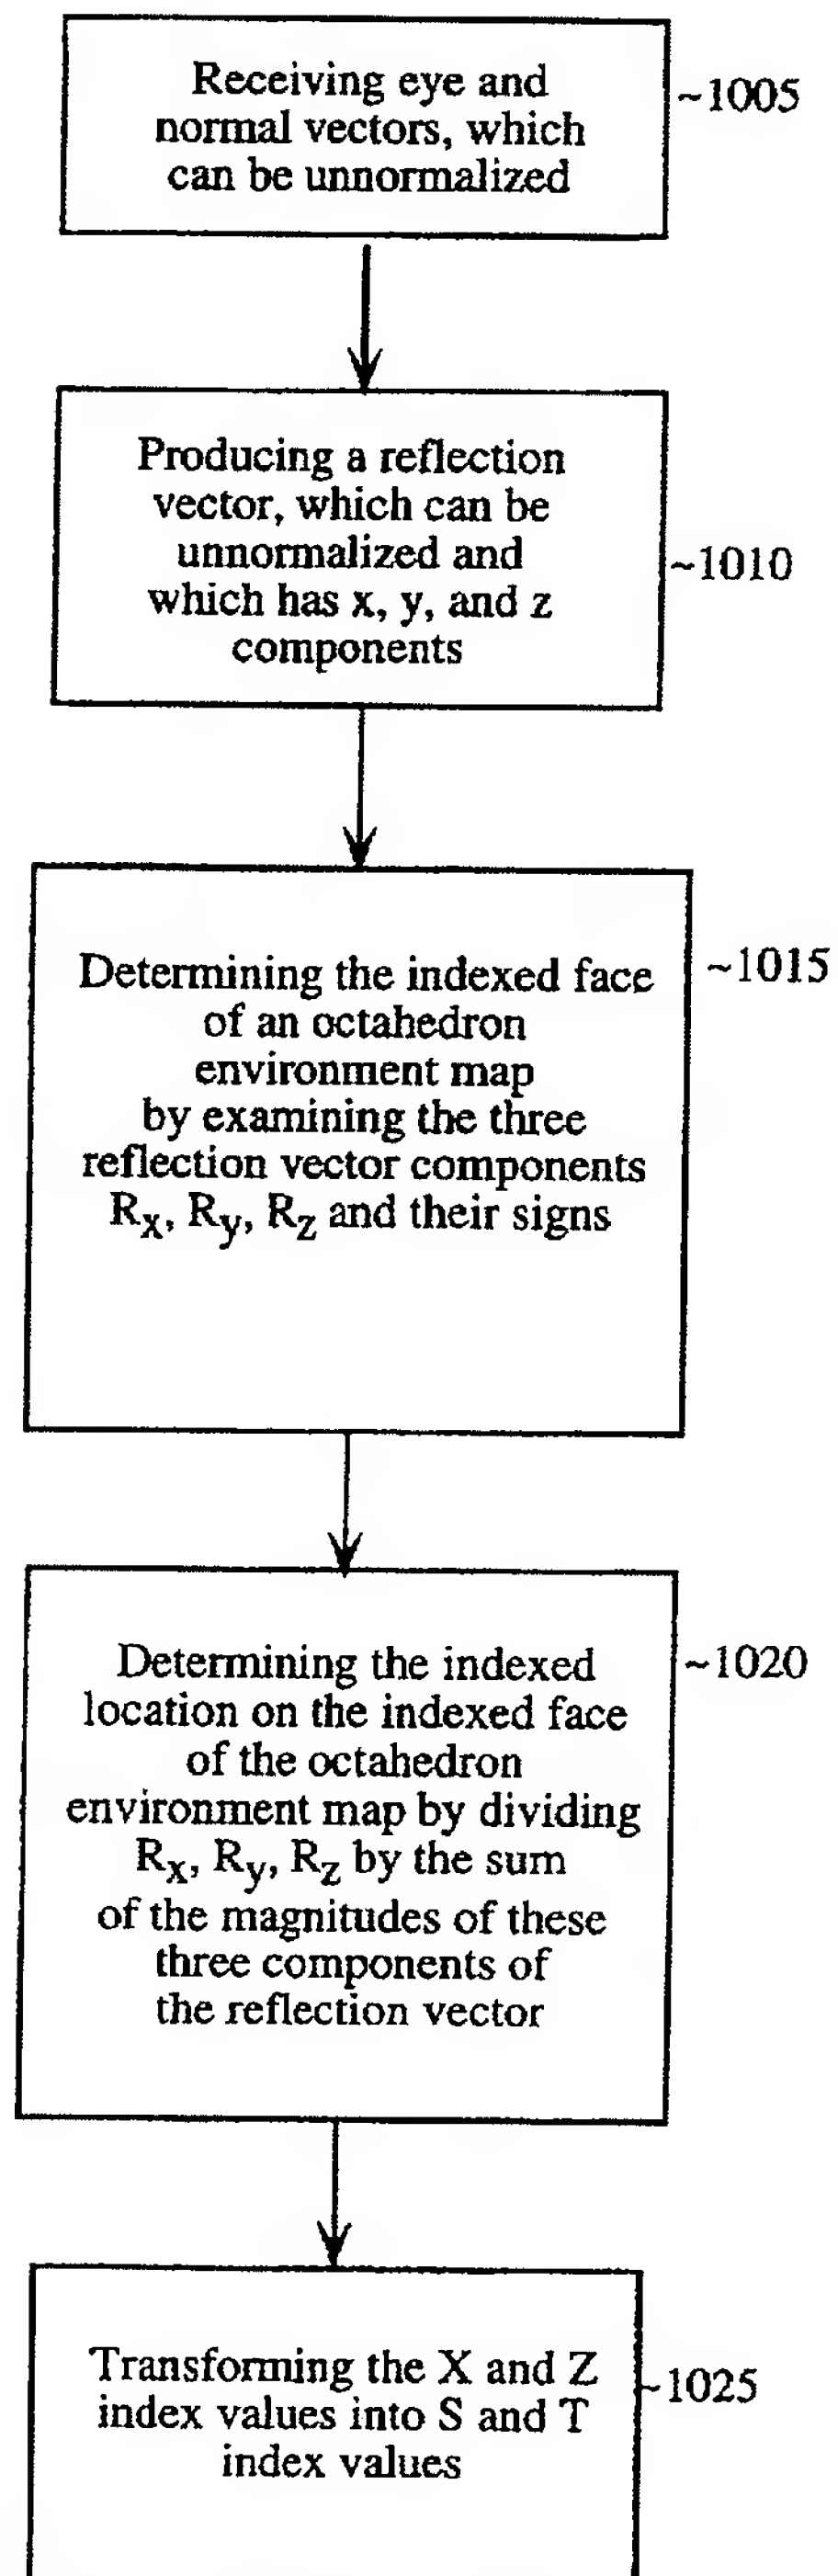 Receiving eye and
normal vectors, which
can be unnormalized
~1005
Producing a reflection
vector, which can be
unnormalized and
which has x, y, and z
components
~1010
Determining the indexed face
of an octahedron
environment map
by examining the three
reflection vector components
Rx, Ry, Rz and their signs
~1015
Determining the indexed
location on the indexed face
of the octahedron
environment map by dividing
Rx, Ry, Rz by the sum
of the magnitudes of these
three components of
the reflection vector
~1020
Transforming the X and Z
index values into S and T
index values
~1025